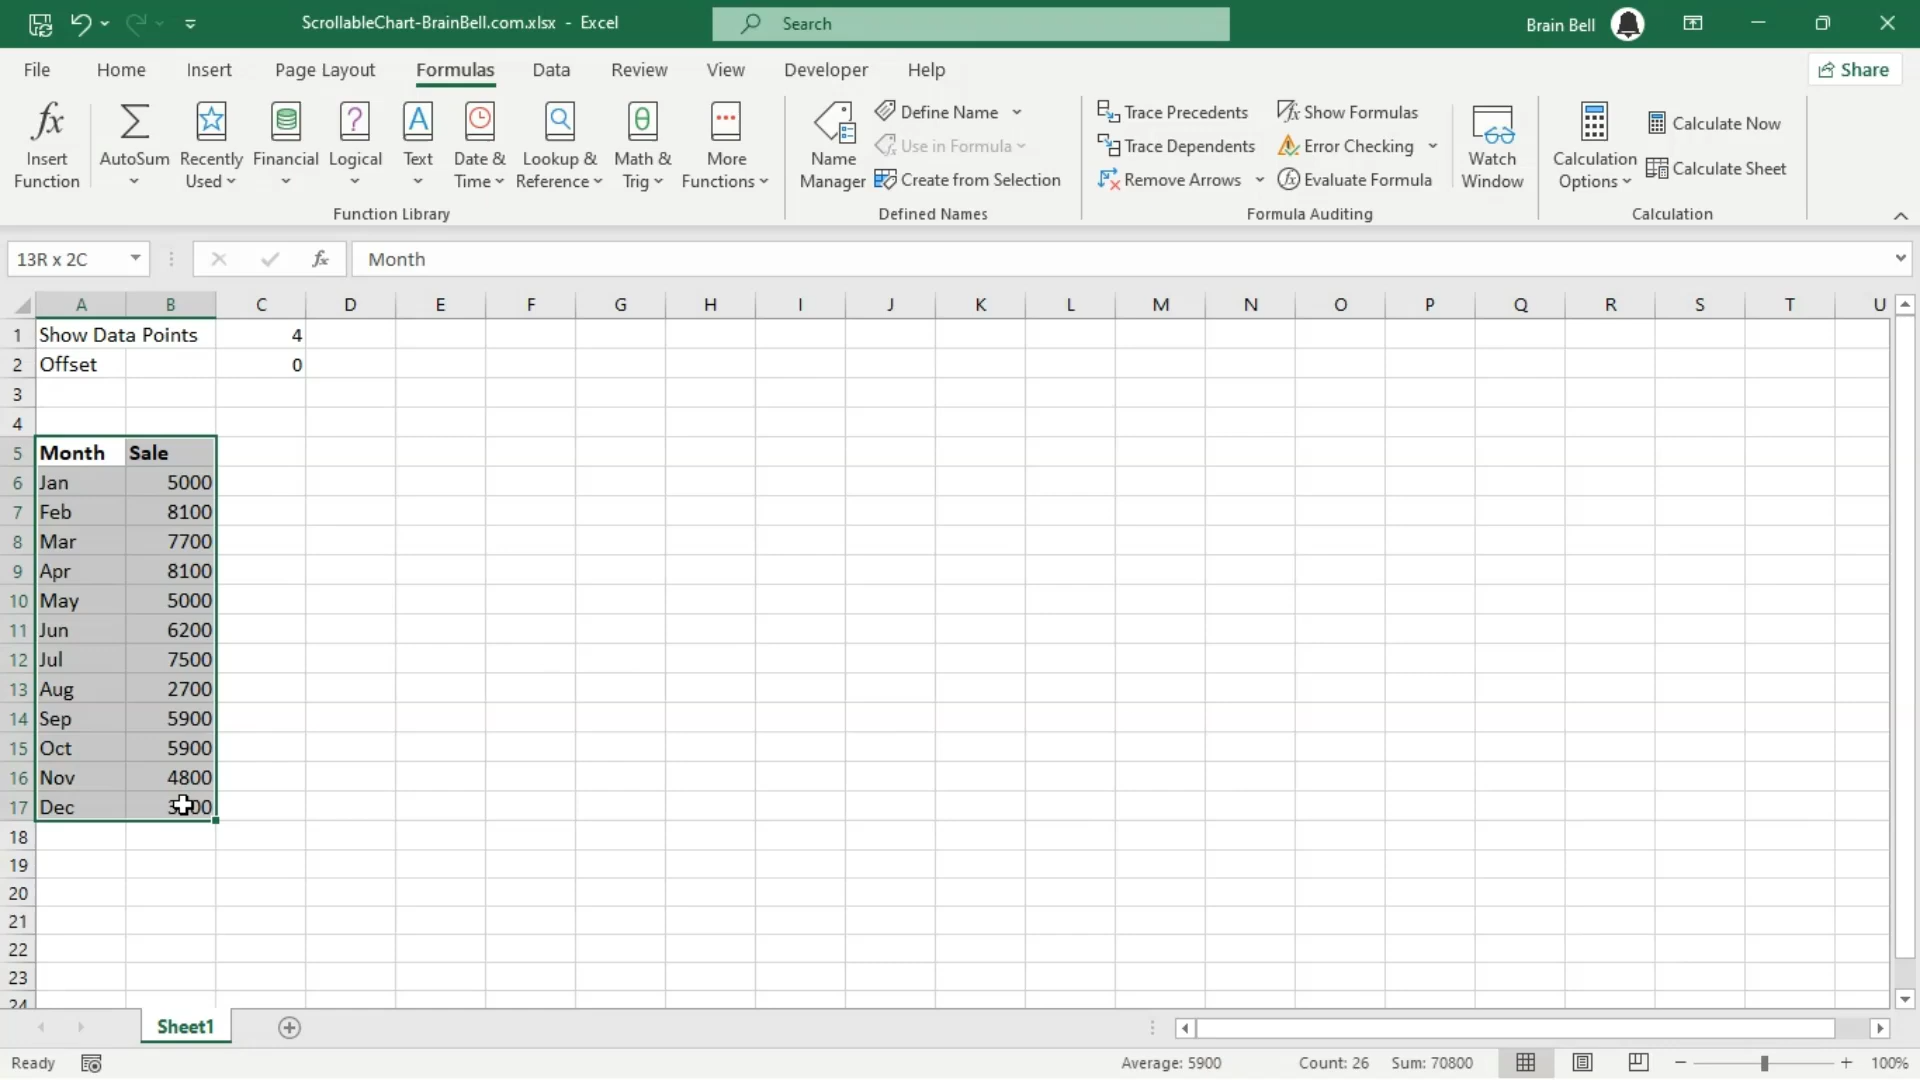 ScrollableChart-BrainBell.com.xlsx - Excel
Search
Brain Bell
File Home Insert Page Layout Formulas Data Review View Developer Help
Share
Insert Function
AutoSum
Recently Used
Financial
Logical
Text
Date & Time
Lookup & Reference
Math & Trig
More Functions
Function Library
Name Manager
Define Name
Use in Formula
Create from Selection
Defined Names
Trace Precedents
Trace Dependents
Remove Arrows
Show Formulas
Error Checking
Evaluate Formula
Formula Auditing
Watch Window
Calculation Options
Calculate Now
Calculate Sheet
Calculation
13R x 2C
fx
Month
A B C D E F G H I J K L M N O P Q R S T U
1 Show Data Points 4
2 Offset 0
3
4
5 Month Sale
6 Jan 5000
7 Feb 8100
8 Mar 7700
9 Apr 8100
10 May 5000
11 Jun 6200
12 Jul 7500
13 Aug 2700
14 Sep 5900
15 Oct 5900
16 Nov 4800
17 Dec
18
19
20
21
22
23
24
Sheet1
Ready
Average: 5900 Count: 26 Sum: 70800
100%